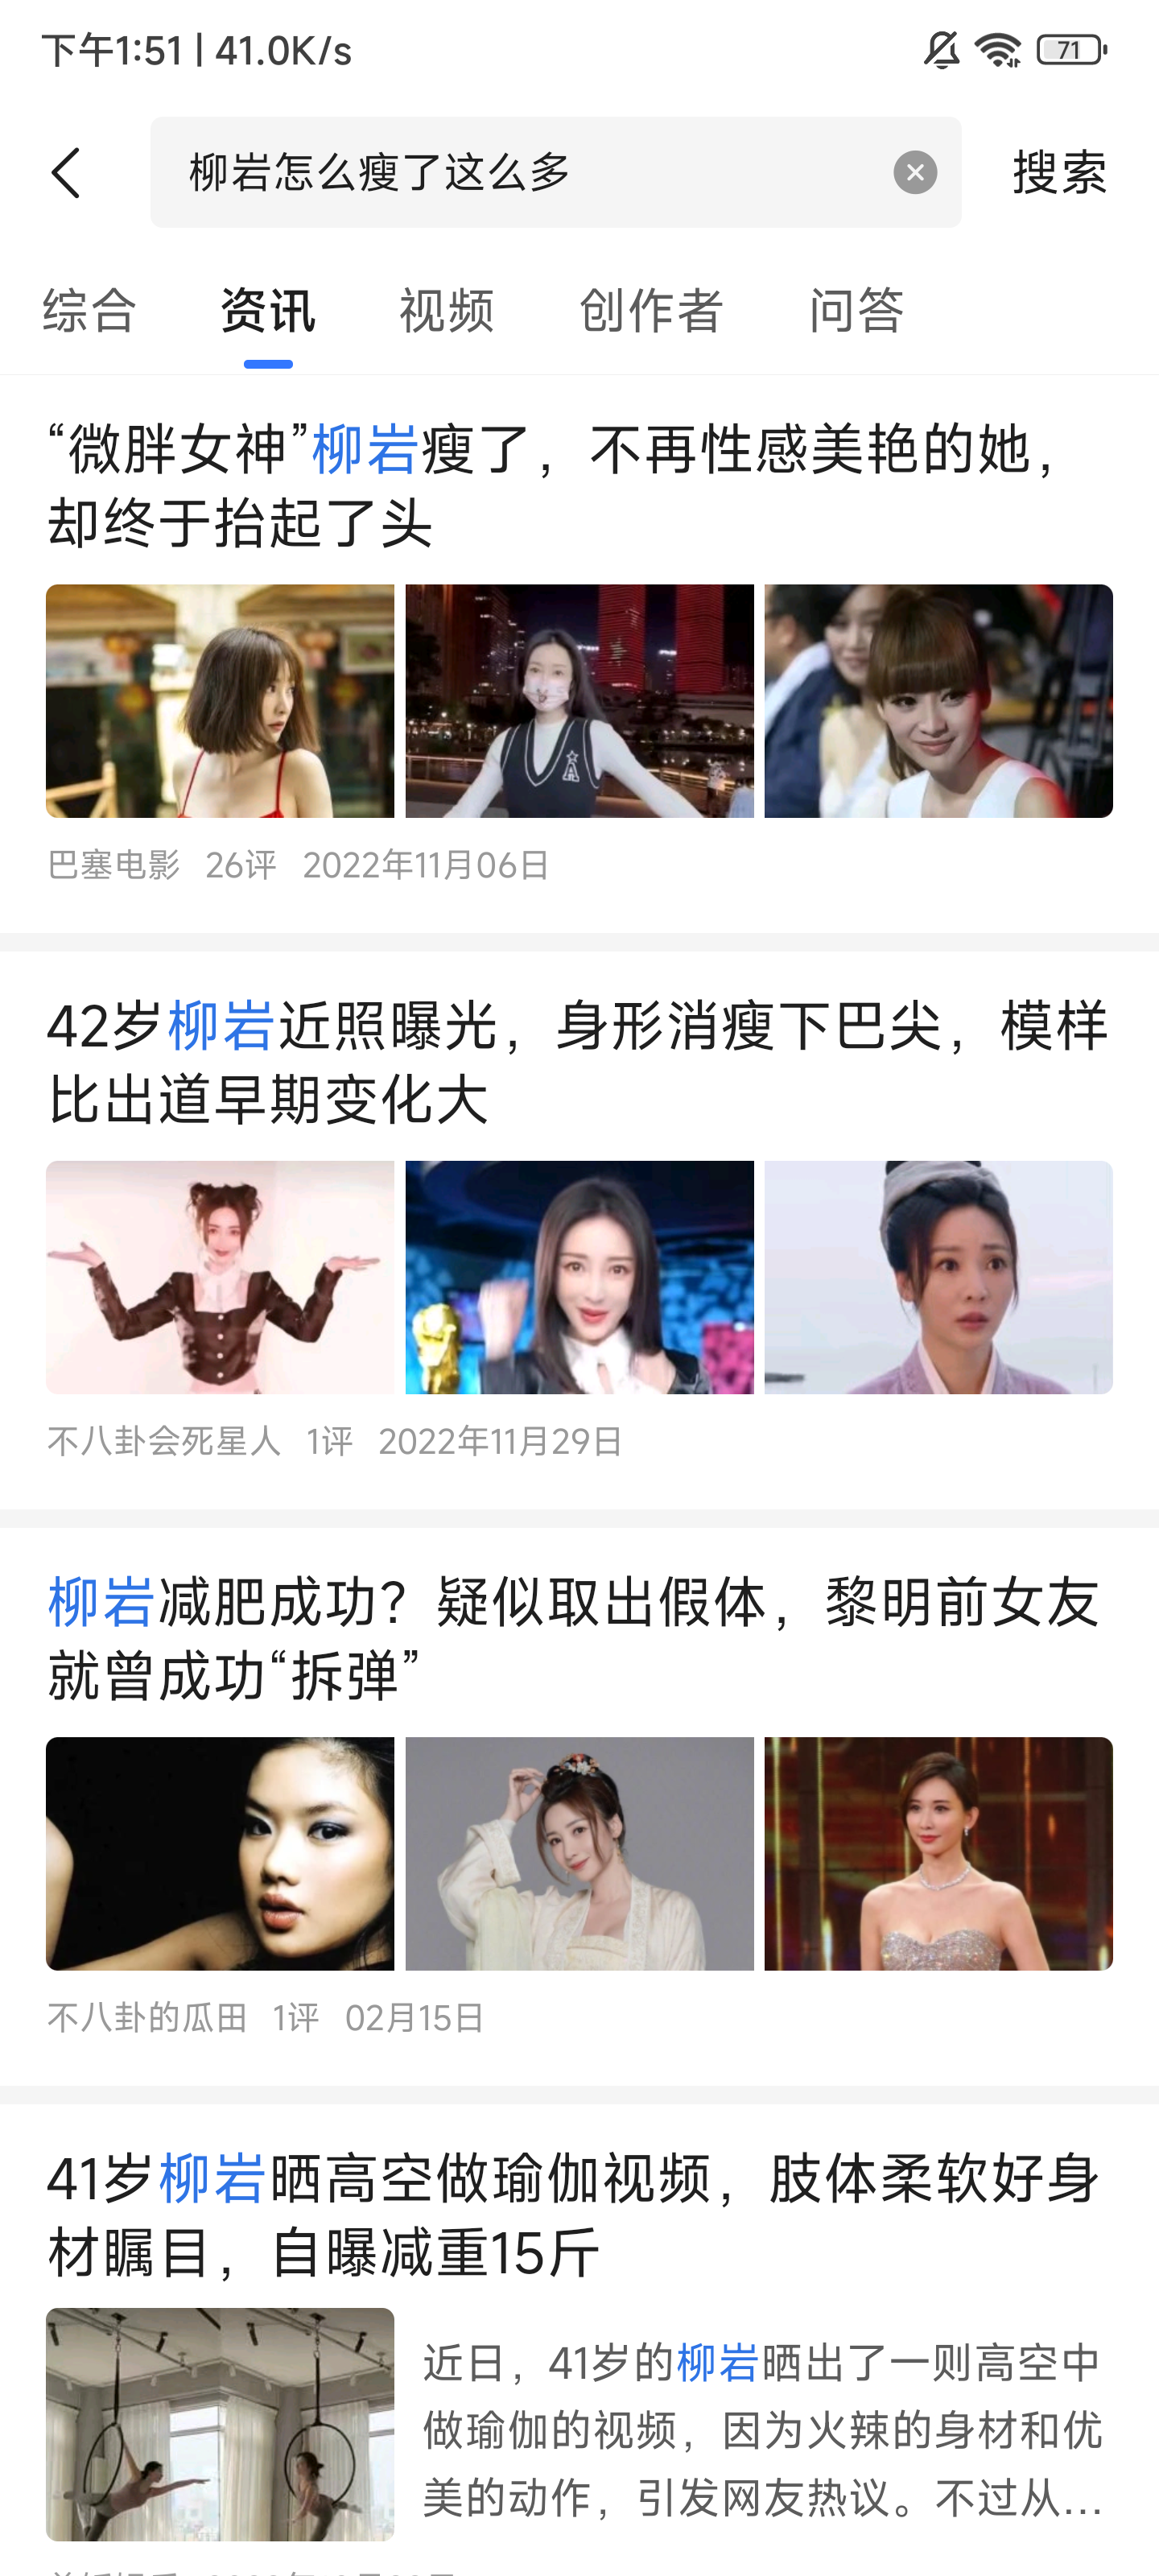 下午1:51 | 41.0K/s
71
柳岩怎么瘦了这么多
搜索
综合 资讯 视频 创作者 问答
“微胖女神”柳岩瘦了，不再性感美艳的她，
却终于抬起了头
巴塞电影 26评 2022年11月06日
42岁柳岩近照曝光，身形消瘦下巴尖，模样
比出道早期变化大
不八卦会死星人 1评 2022年11月29日
柳岩减肥成功？疑似取出假体，黎明前女友
就曾成功“拆弹”
不八卦的瓜田 1评 02月15日
41岁柳岩晒高空做瑜伽视频，肢体柔软好身
材瞩目，自曝减重15斤
近日，41岁的柳岩晒出了一则高空中
做瑜伽的视频，因为火辣的身材和优
美的动作，引发网友热议。不过从...